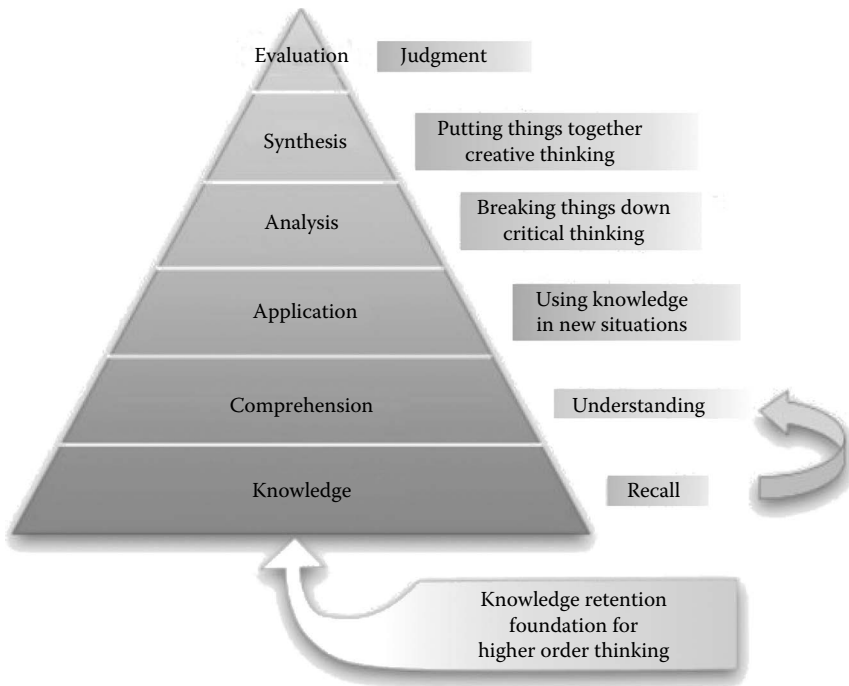 Evaluation
Judgment
Synthesis
Putting things together
creative thinking
Analysis
Breaking things down
critical thinking
Application
Using knowledge
in new situations
Comprehension
Understanding
Knowledge
Recall
Knowledge retention
foundation for
higher order thinking